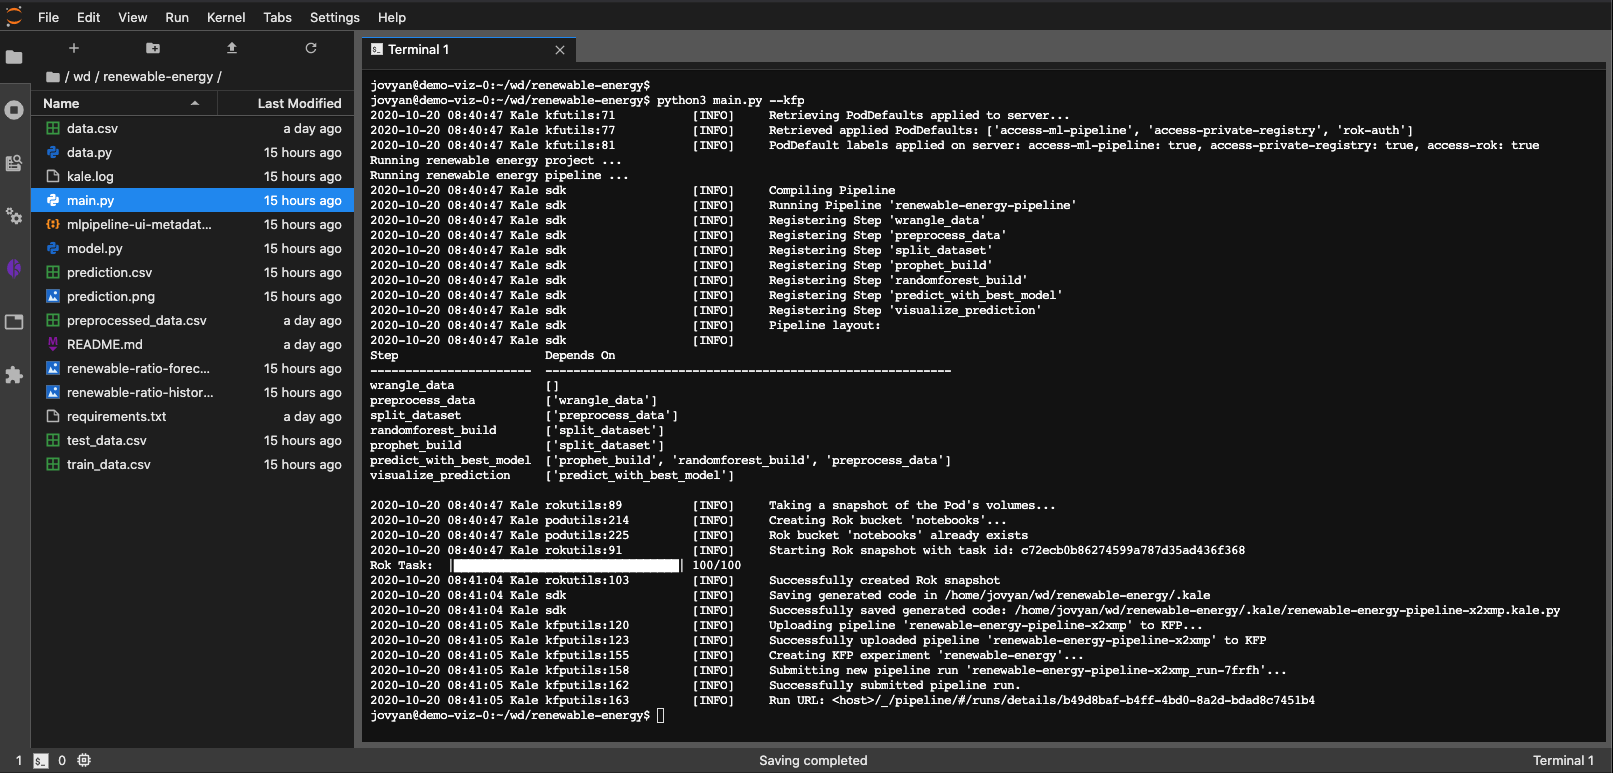 File Edit View Run Kernel Tabs Settings Help
/ wd / renewable-energy /
Name Last Modified
data.csv a day ago
data.py 15 hours ago
kale.log 15 hours ago
main.py 15 hours ago
mlpipeline-ui-metadat... 15 hours ago
model.py 15 hours ago
prediction.csv 15 hours ago
prediction.png 15 hours ago
preprocessed_data.csv a day ago
README.md a day ago
renewable-ratio-forec... 15 hours ago
renewable-ratio-histor... 15 hours ago
requirements.txt a day ago
test_data.csv 15 hours ago
train_data.csv 15 hours ago
Terminal 1
jovyan@demo-viz-0:~/wd/renewable-energy$
jovyan@demo-viz-0:~/wd/renewable-energy$ python3 main.py --kfp
2020-10-20 08:40:47 Kale kfutils:71 [INFO] Retrieving PodDefaults applied to server...
2020-10-20 08:40:47 Kale kfutils:77 [INFO] Retrieved applied PodDefaults: ['access-ml-pipeline', 'access-private-registry', 'rok-auth']
2020-10-20 08:40:47 Kale kfutils:81 [INFO] PodDefault labels applied on server: access-ml-pipeline: true, access-private-registry: true, access-rok: true
Running renewable energy project ...
Running renewable energy pipeline ...
2020-10-20 08:40:47 Kale sdk [INFO] Compiling Pipeline
2020-10-20 08:40:47 Kale sdk [INFO] Running Pipeline 'renewable-energy-pipeline'
2020-10-20 08:40:47 Kale sdk [INFO] Registering Step 'wrangle_data'
2020-10-20 08:40:47 Kale sdk [INFO] Registering Step 'preprocess_data'
2020-10-20 08:40:47 Kale sdk [INFO] Registering Step 'split_dataset'
2020-10-20 08:40:47 Kale sdk [INFO] Registering Step 'prophet_build'
2020-10-20 08:40:47 Kale sdk [INFO] Registering Step 'randomforest_build'
2020-10-20 08:40:47 Kale sdk [INFO] Registering Step 'predict_with_best_model'
2020-10-20 08:40:47 Kale sdk [INFO] Registering Step 'visualize_prediction'
2020-10-20 08:40:47 Kale sdk [INFO] Pipeline layout:
2020-10-20 08:40:47 Kale sdk [INFO]
Step Depends On
----------------------- ----------------------------------------------------------
wrangle_data []
preprocess_data ['wrangle_data']
split_dataset ['preprocess_data']
randomforest_build ['split_dataset']
prophet_build ['split_dataset']
predict_with_best_model ['prophet_build', 'randomforest_build', 'preprocess_data']
visualize_prediction ['predict_with_best_model']
2020-10-20 08:40:47 Kale rokutils:89 [INFO] Taking a snapshot of the Pod's volumes...
2020-10-20 08:40:47 Kale podutils:214 [INFO] Creating Rok bucket 'notebooks'...
2020-10-20 08:40:47 Kale podutils:225 [INFO] Rok bucket 'notebooks' already exists
2020-10-20 08:40:47 Kale rokutils:91 [INFO] Starting Rok snapshot with task id: c72ecb0b86274599a787d35ad436f368
Rok Task: | | 100/100
2020-10-20 08:41:04 Kale rokutils:103 [INFO] Successfully created Rok snapshot
2020-10-20 08:41:04 Kale sdk [INFO] Saving generated code in /home/jovyan/wd/renewable-energy/.kale
2020-10-20 08:41:04 Kale sdk [INFO] Successfully saved generated code: /home/jovyan/wd/renewable-energy/.kale/renewable-energy-pipeline-x2xmp.kale.py
2020-10-20 08:41:05 Kale kfputils:120 [INFO] Uploading pipeline 'renewable-energy-pipeline-x2xmp' to KFP...
2020-10-20 08:41:05 Kale kfputils:123 [INFO] Successfully uploaded pipeline 'renewable-energy-pipeline-x2xmp' to KFP
2020-10-20 08:41:05 Kale kfputils:155 [INFO] Creating KFP experiment 'renewable-energy'...
2020-10-20 08:41:05 Kale kfputils:158 [INFO] Submitting new pipeline run 'renewable-energy-pipeline-x2xmp_run-7frfh'...
2020-10-20 08:41:05 Kale kfputils:162 [INFO] Successfully submitted pipeline run.
2020-10-20 08:41:05 Kale kfputils:163 [INFO] Run URL: <host>/_/pipeline/#/runs/details/b49d8baf-b4ff-4bd0-8a2d-bdad8c7451b4
jovyan@demo-viz-0:~/wd/renewable-energy$
1 $_ 0 Saving completed Terminal 1